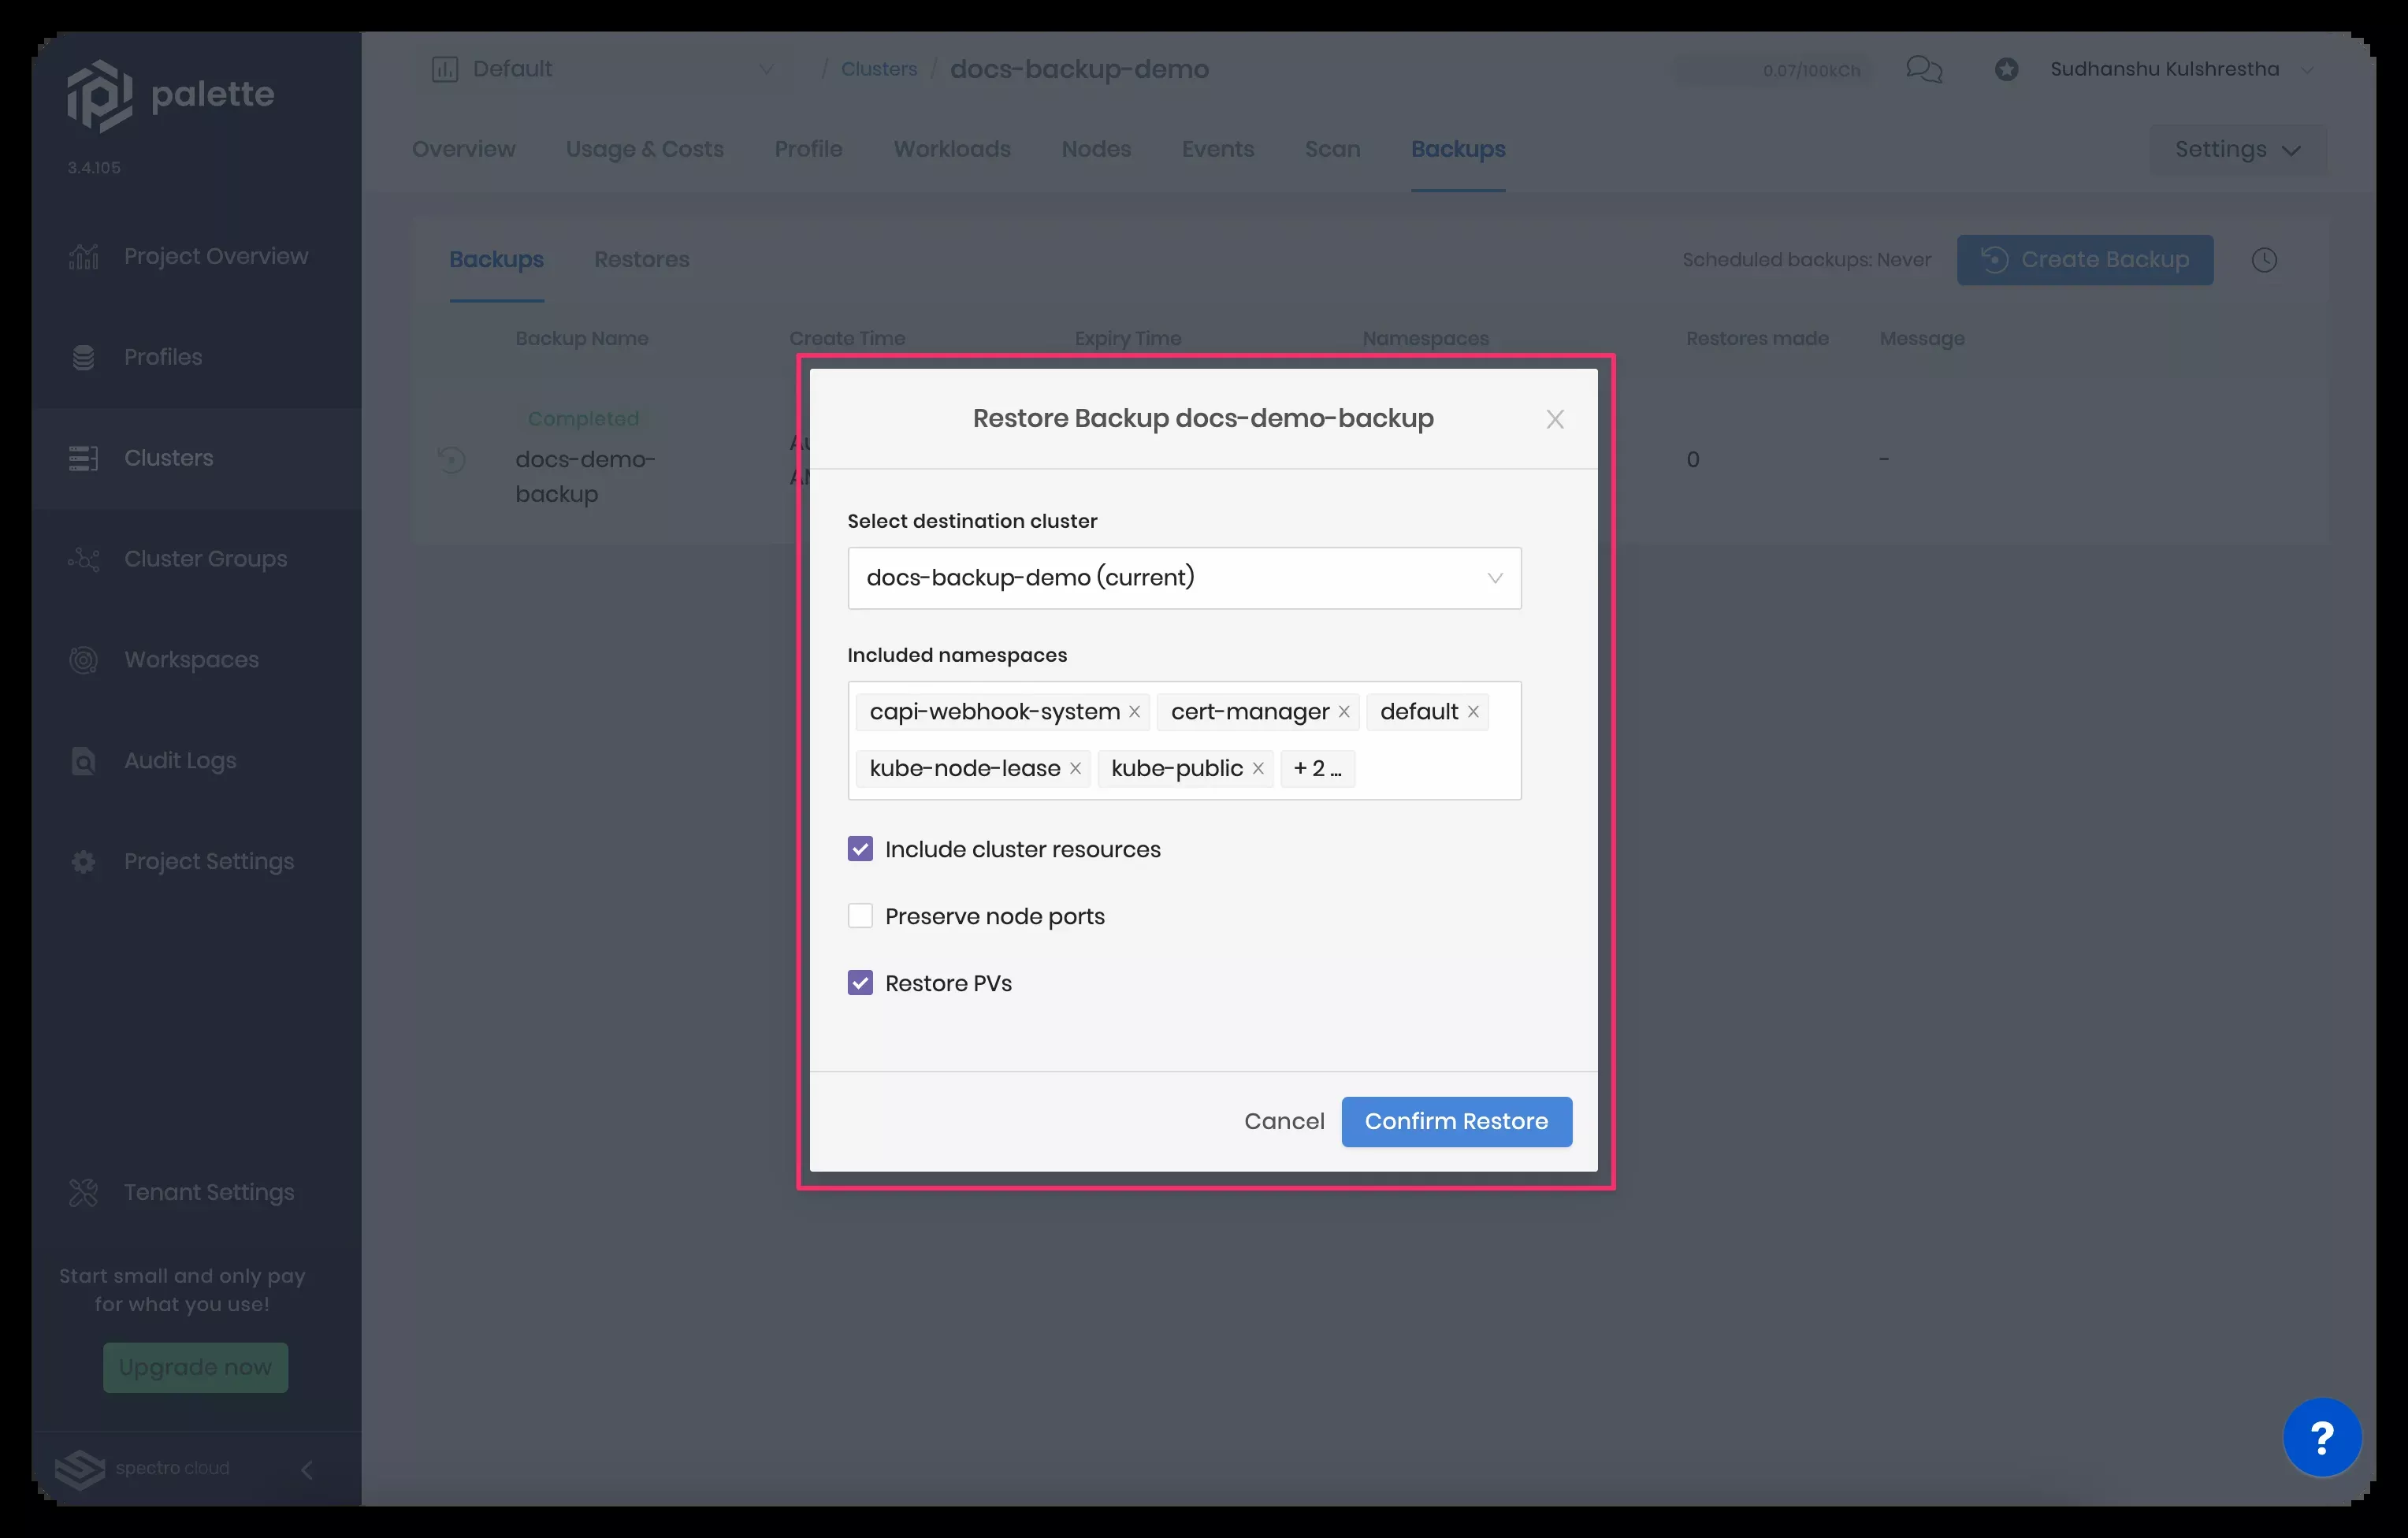 palette
3.4.105
Project Overview
Profiles
Clusters
Cluster Groups
Workspaces
Audit Logs
Project Settings
Tenant Settings
Start small and only pay
for what you use!
Upgrade now
spectro cloud
Default / Clusters / docs-backup-demo 0.07/100kCh Sudhanshu Kulshrestha
Overview Usage & Costs Profile Workloads Nodes Events Scan Backups Settings
Backups Restores Scheduled backups: Never Create Backup
Backup Name Create Time Expiry Time Namespaces Restores made Message
Completed
docs-demo-
backup
0 -
Restore Backup docs-demo-backup
Select destination cluster
docs-backup-demo (current)
Included namespaces
capi-webhook-system × cert-manager × default ×
kube-node-lease × kube-public × + 2 ...
Include cluster resources
Preserve node ports
Restore PVs
Cancel Confirm Restore
?